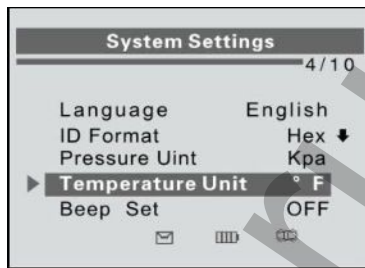 System Settings
4/10
Language English
ID Format Hex
Pressure Uint Kpa
Temperature Unit ° F
Beep Set OFF